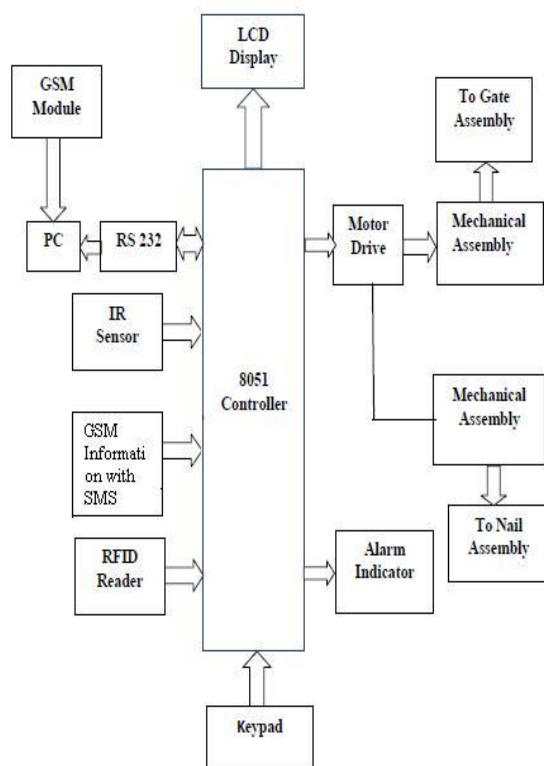 LCD
Display
GSM
Module
To Gate
Assembly
PC
RS 232
Motor
Drive
Mechanical
Assembly
IR
Sensor
8051
Controller
Mechanical
Assembly
GSM
Informati
on with
SMS
To Nail
Assembly
RFID
Reader
Alarm
Indicator
Keypad